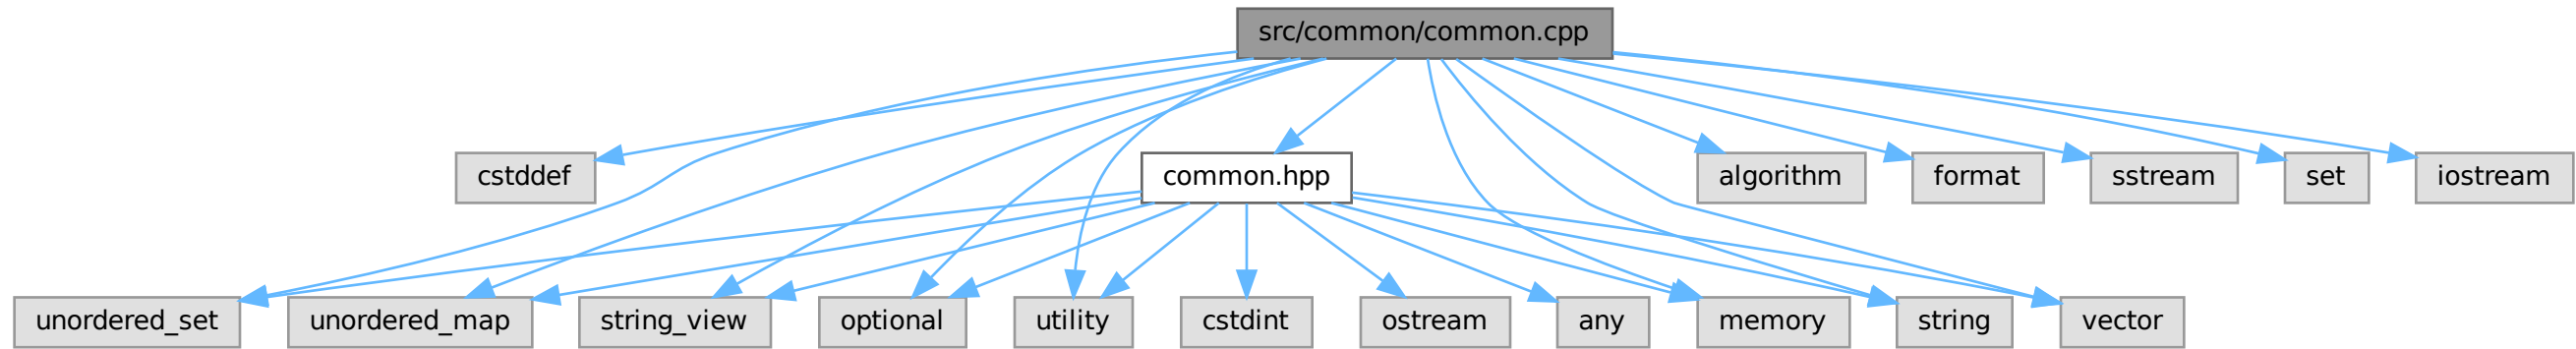 src/common/common.cpp
cstddef
common.hpp
algorithm
format
sstream
set
iostream
unordered_set
unordered_map
string_view
optional
utility
cstdint
ostream
any
memory
string
vector